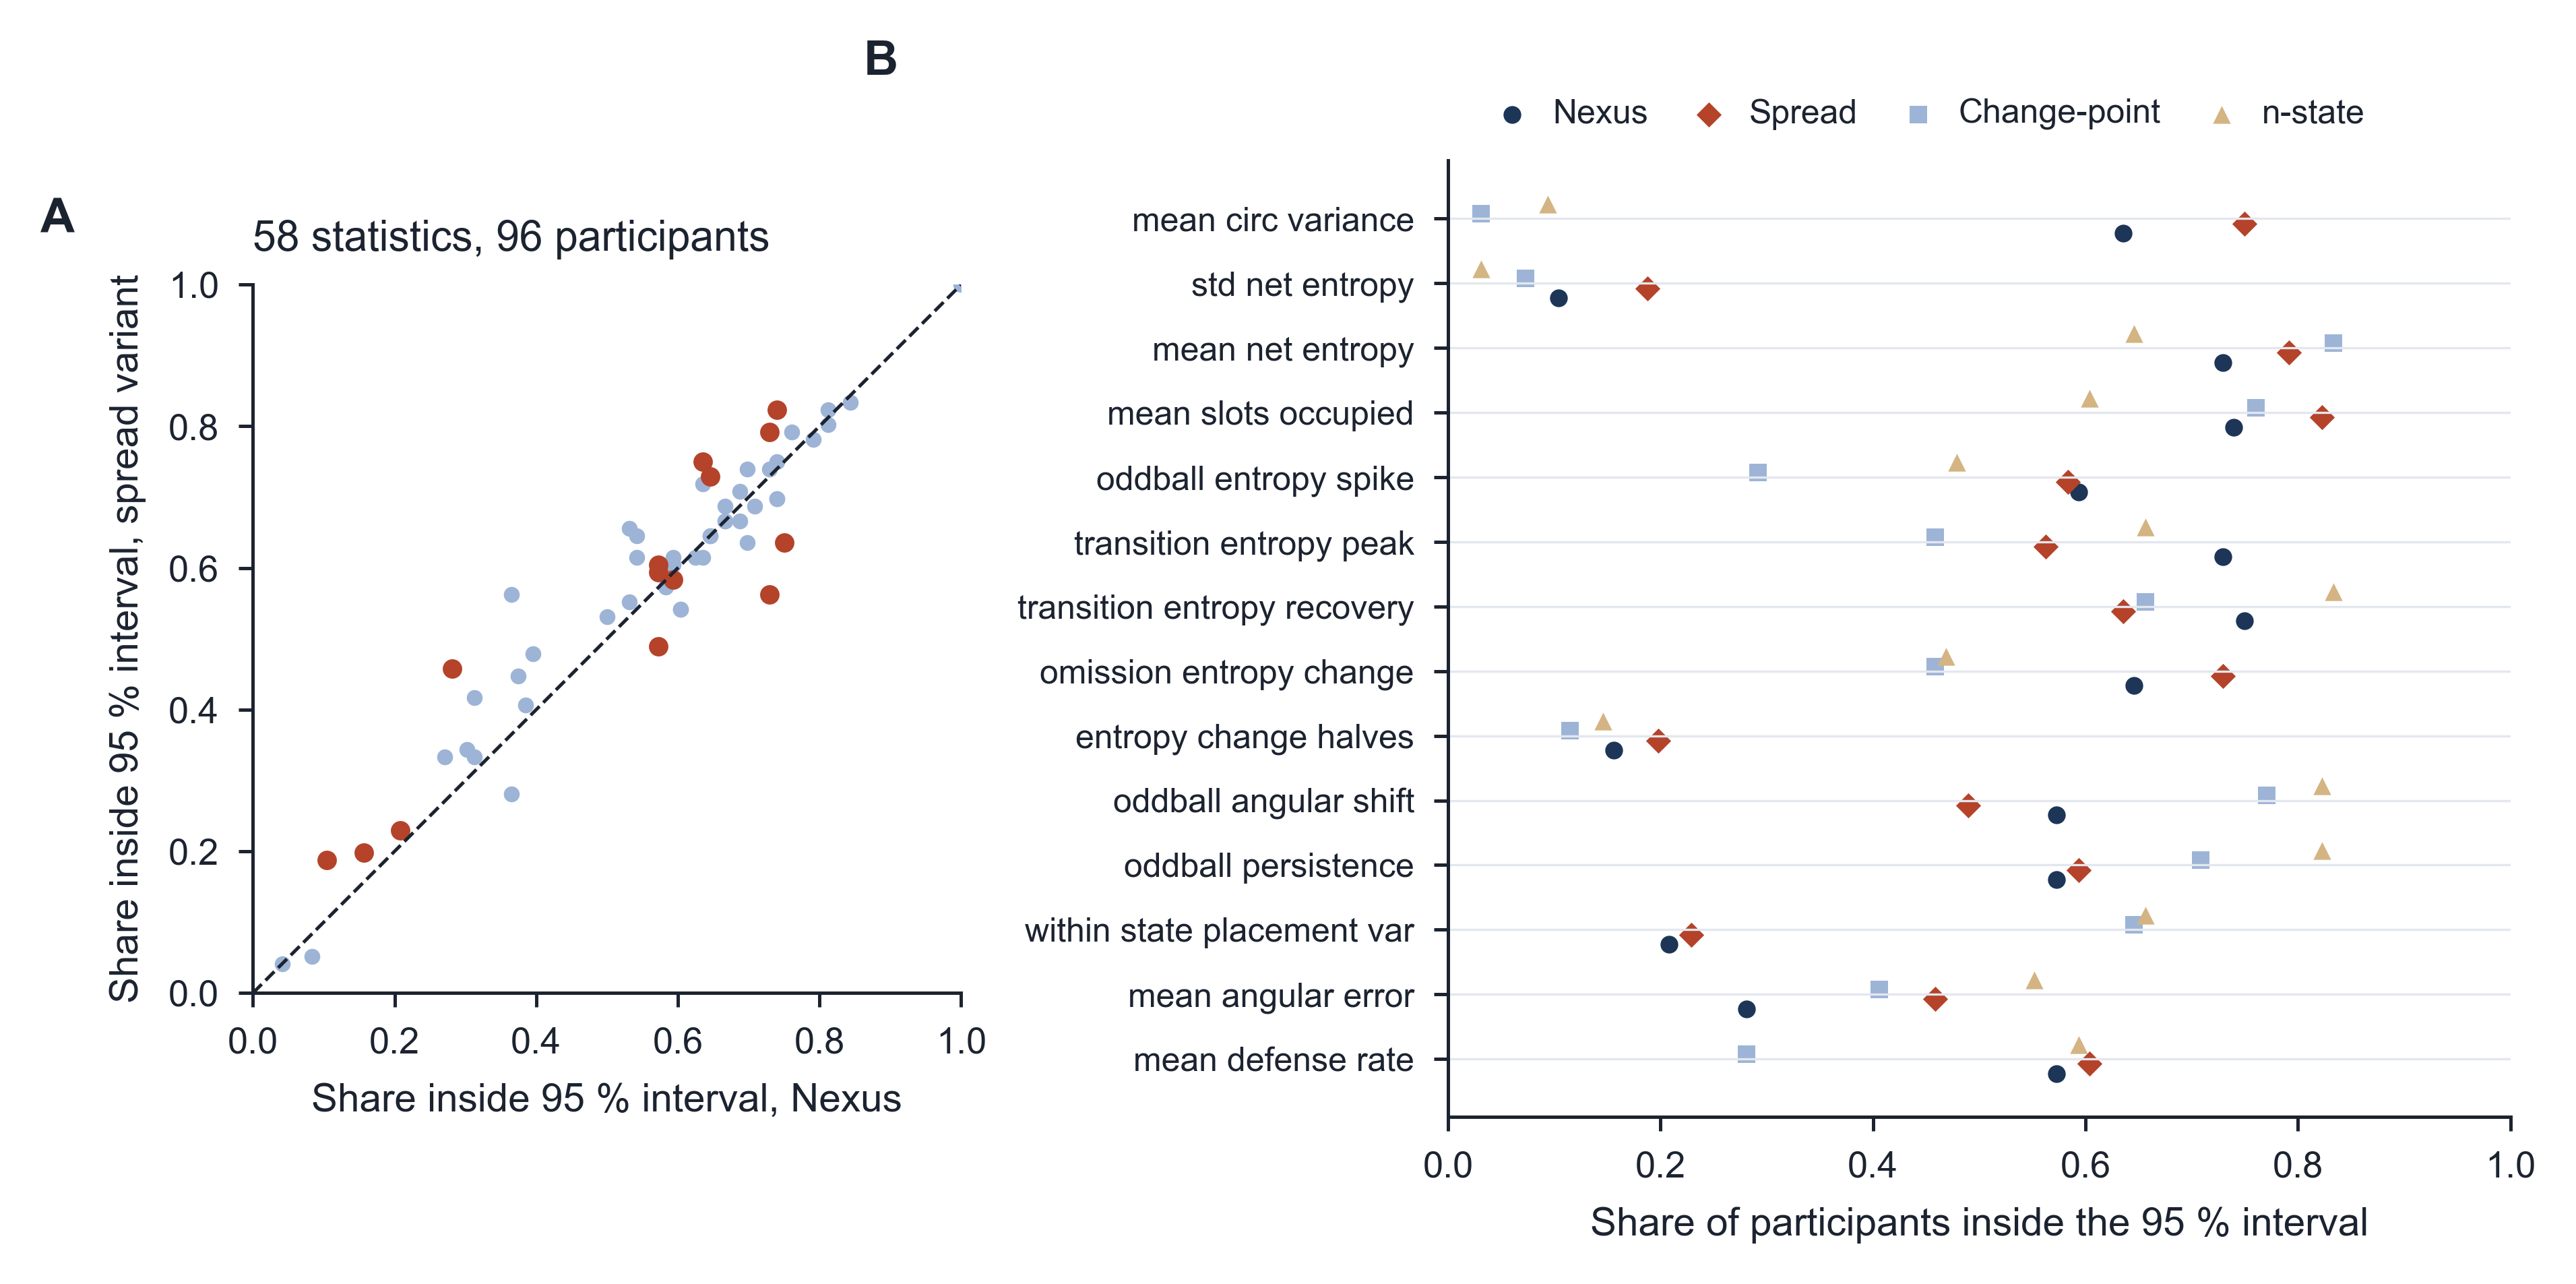 A
58 statistics, 96 participants
Share inside 95 % interval, spread variant
1.0
0.8
0.6
0.4
0.2
0.0
0.0 0.2 0.4 0.6 0.8 1.0
Share inside 95 % interval, Nexus
B
Nexus Spread Change-point n-state
mean circ variance
std net entropy
mean net entropy
mean slots occupied
oddball entropy spike
transition entropy peak
transition entropy recovery
omission entropy change
entropy change halves
oddball angular shift
oddball persistence
within state placement var
mean angular error
mean defense rate
0.0 0.2 0.4 0.6 0.8 1.0
Share of participants inside the 95 % interval